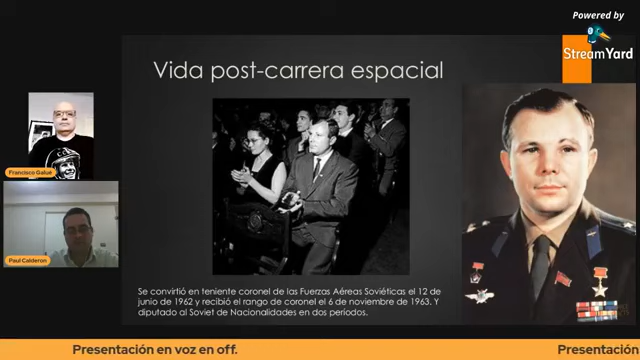 Powered by
StreamYard
Vida post-carrera espacial
Francisco Galué
Paul Calderon
Se convirtió en teniente coronel de las Fuerzas Aéreas Soviéticas el 12 de
junio de 1962 y recibió el rango de coronel el 6 de noviembre de 1963. Y
diputado al Soviet de Nacionalidades en dos períodos.
Presentación en voz en off.
Presentación